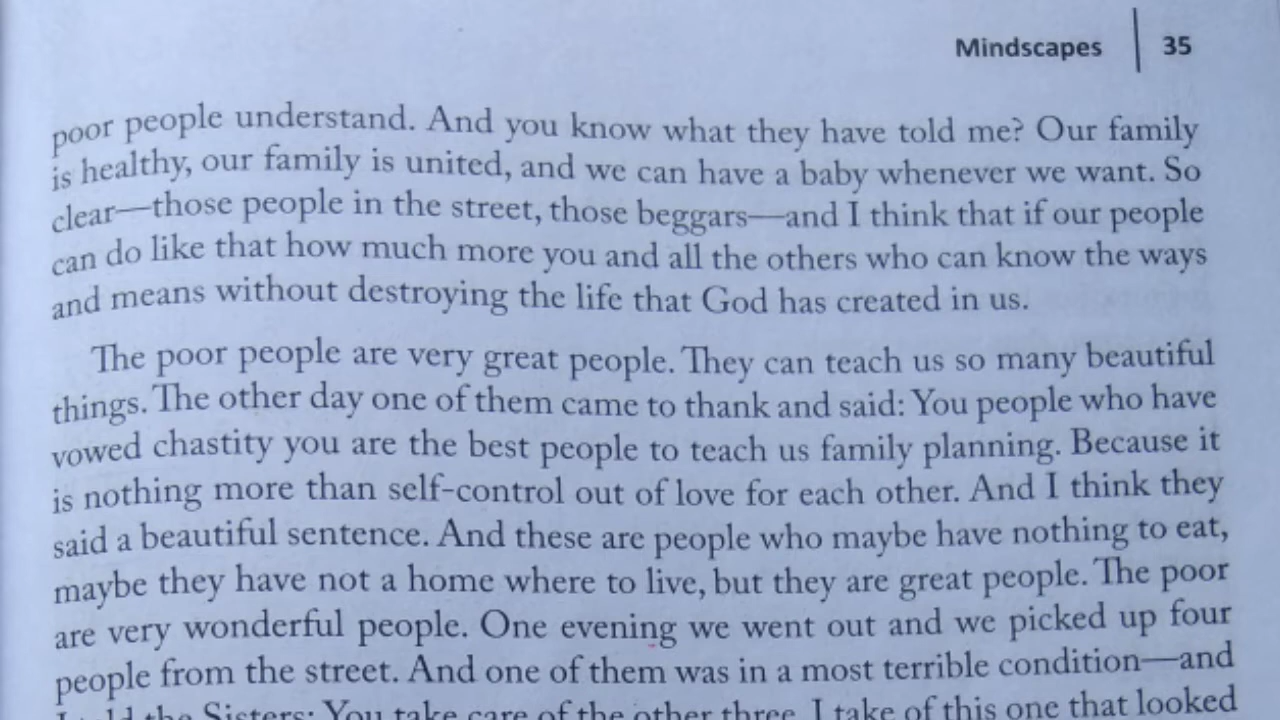 Mindscapes | 35
poor people understand. And you know what they have told me? Our family
is healthy, our family is united, and we can have a baby whenever we want. So
clear—those people in the street, those beggars—and I think that if our people
can do like that how much more you and all the others who can know the ways
and means without destroying the life that God has created in us.
The poor people are very great people. They can teach us so many beautiful
things. The other day one of them came to thank and said: You people who have
vowed chastity you are the best people to teach us family planning. Because it
is nothing more than self-control out of love for each other. And I think they
said a beautiful sentence. And these are people who maybe have nothing to eat,
maybe they have not a home where to live, but they are great people. The poor
are very wonderful people. One evening we went out and we picked up four
people from the street. And one of them was in a most terrible condition—and
the Sisters: You take care of the other three, I take of this one that looked